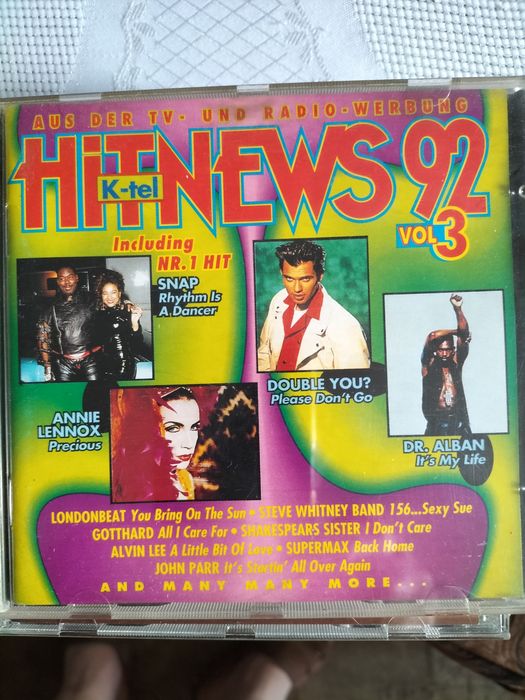 AUS DER TV- UND RADIO-WERBUNG
HiTNEWS 92
K-tel
VOL 3
Including
NR. 1 HIT
SNAP
Rhythm Is
A Dancer
DOUBLE YOU?
Please Don't Go
ANNIE
LENNOX
Precious
DR. ALBAN
It's My Life
LONDONBEAT You Bring On The Sun • STEVE WHITNEY BAND 156...Sexy Sue
GOTTHARD All I Care For • SHAKESPEARS SISTER I Don't Care
ALVIN LEE A Little Bit Of Love • SUPERMAX Back Home
JOHN PARR It's Startin' All Over Again
AND MANY MANY MORE...